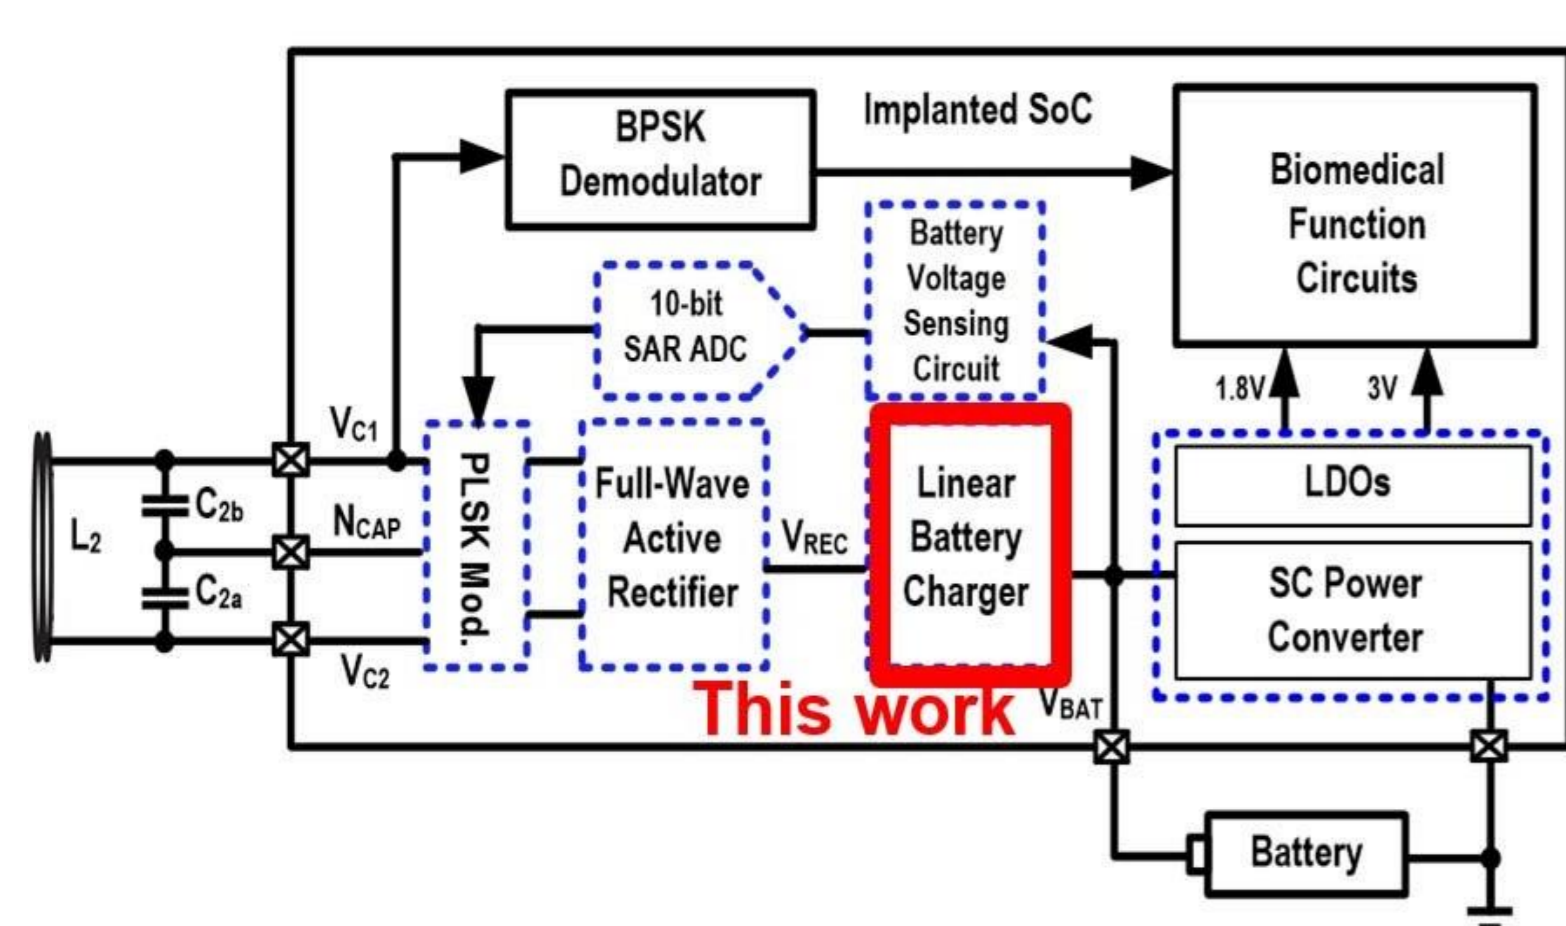 BPSK
Demodulator
Implanted SoC
Biomedical
Function
Circuits
Battery
Voltage
Sensing
Circuit
10-bit
SAR ADC
1.8V
3V
VC1
PLSK Mod.
Full-Wave
Active
Rectifier
VREC
Linear
Battery
Charger
LDOs
SC Power
Converter
L2
C2b
NCAP
C2a
VC2
This work
VBAT
Battery